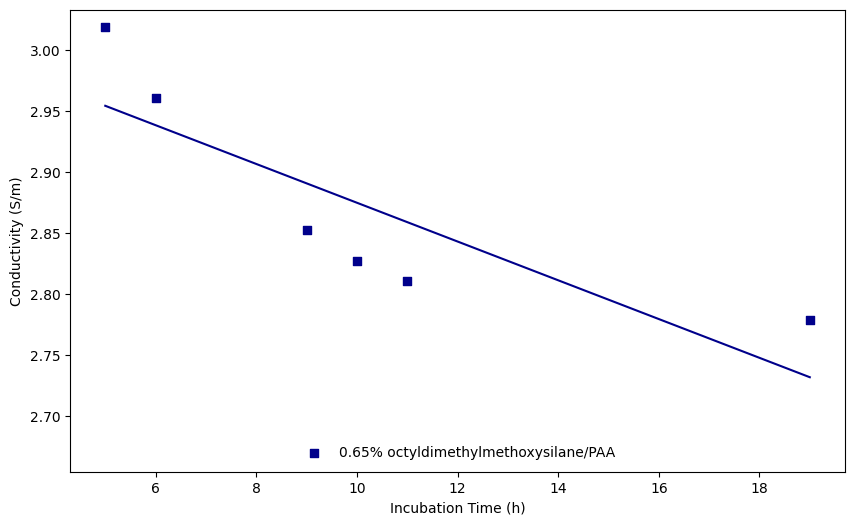 3.00
2.95
2.90
2.85
2.80
2.75
2.70
Conductivity (S/m)
0.65% octyldimethylmethoxysilane/PAA
6 8 10 12 14 16 18
Incubation Time (h)